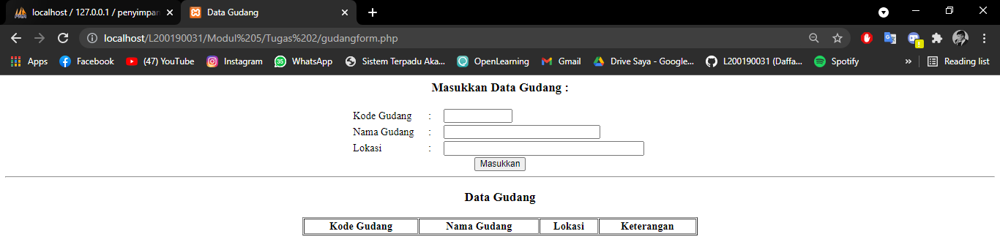 localhost / 127.0.0.1 / penyimpan
Data Gudang
localhost/L200190031/Modul%205/Tugas%202/gudangform.php
Apps Facebook (47) YouTube Instagram 35 WhatsApp Sistem Terpadu Aka... OpenLearning Gmail Drive Saya - Google... L200190031 (Daffa... Spotify » Reading list
Masukkan Data Gudang :
Kode Gudang :
Nama Gudang :
Lokasi :
Masukkan
Data Gudang
Kode Gudang Nama Gudang Lokasi Keterangan